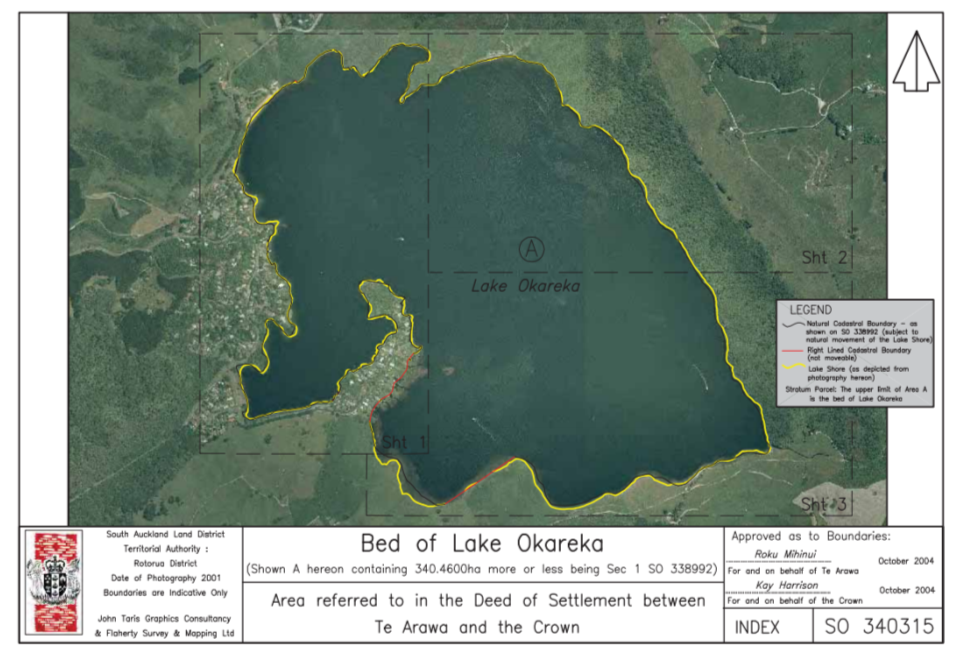 A
Sht 2
Lake Okareka
LEGEND
Natural Cadastral Boundary - as
shown on SO 338992 (subject to
natural movement of the Lake Shore)
Right Lined Cadastral Boundary
(not moveable)
Lake Shore (as depicted from
photography hereon)
Stratum Parcel: The upper limit of Area A
is the bed of Lake Okareka
Sht 1
Sht 3
South Auckland Land District
Territorial Authority :
Rotorua District
Date of Photography 2001
Boundaries are Indicative Only
John Taris Graphics Consultancy
& Flaherty Survey & Mapping Ltd
Bed of Lake Okareka
(Shown A hereon containing 340.4600ha more or less being Sec 1 SO 338992)
Area referred to in the Deed of Settlement between
Te Arawa and the Crown
Approved as to Boundaries:
Roku Mihinui
October 2004
For and on behalf of Te Arawa
Kay Harrison
October 2004
For and on behalf of the Crown
INDEX
SO 340315